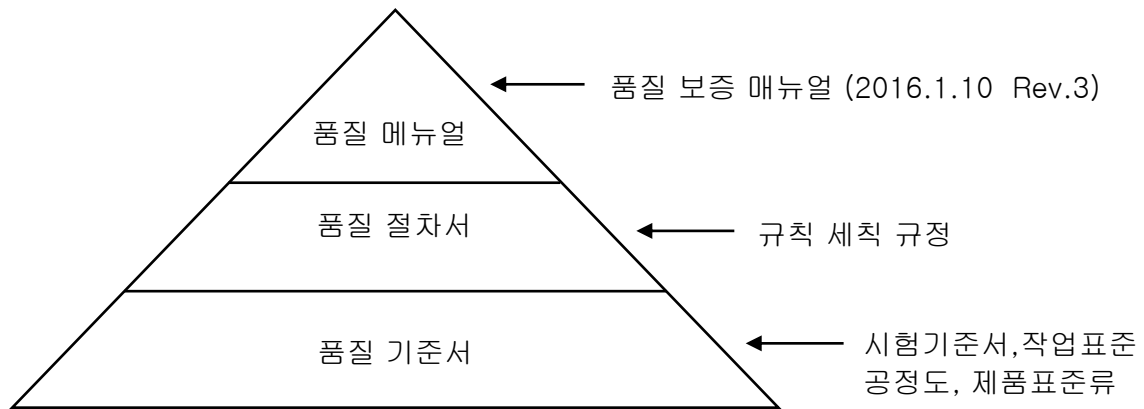 품질 보증 매뉴얼 (2016.1.10 Rev.3)
품질 메뉴얼
품질 절차서
규칙 세칙 규정
품질 기준서
시험기준서,작업표준
공정도, 제품표준류